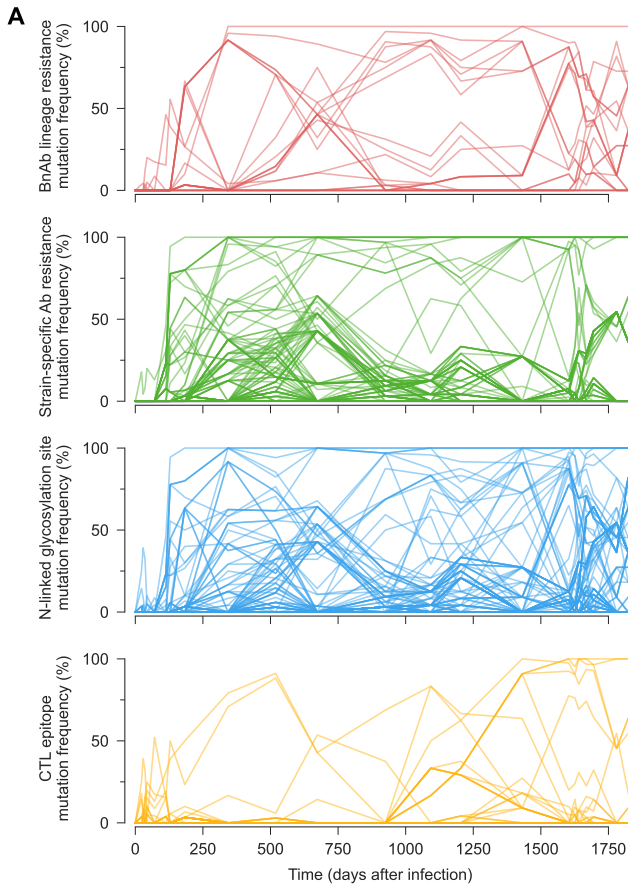 A
BnAb lineage resistance
mutation frequency (%)
100
50
0
Strain-specific Ab resistance
mutation frequency (%)
100
50
0
N-linked glycosylation site
mutation frequency (%)
100
50
0
CTL epitope
mutation frequency (%)
100
50
0
0 250 500 750 1000 1250 1500 1750
Time (days after infection)